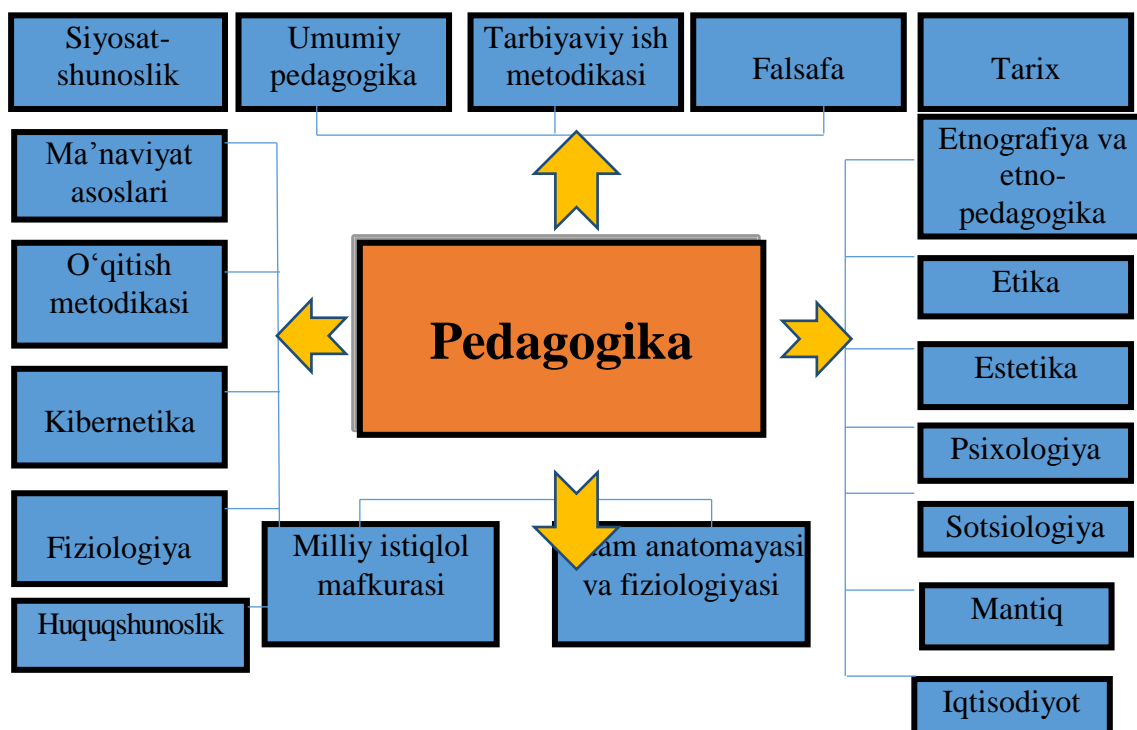 Siyosat-
shunoslik
Umumiy
pedagogika
Tarbiyaviy ish
metodikasi
Falsafa
Tarix
Ma’naviyat
asoslari
Etnografiya va
etno-
pedagogika
O‘qitish
metodikasi
Etika
Pedagogika
Estetika
Kibernetika
Psixologiya
Sotsiologiya
Fiziologiya
Milliy istiqlol
mafkurasi
anatomayasi
va fiziologiyasi
Huquqshunoslik
Mantiq
Iqtisodiyot